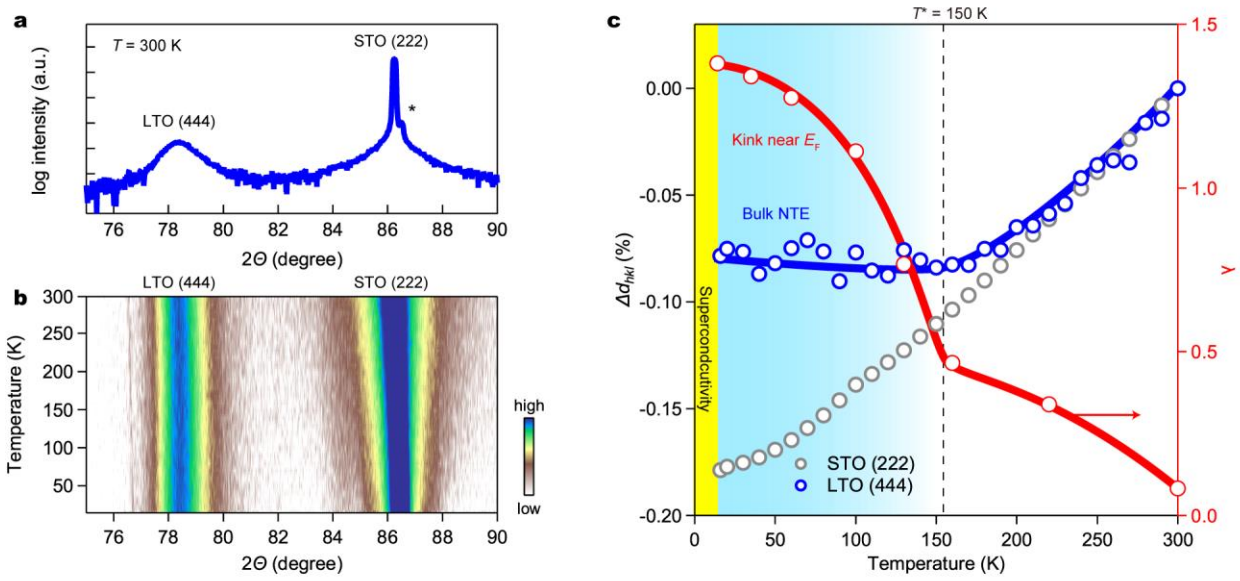 a
T = 300 K
STO (222)
*
LTO (444)
log intensity (a.u.)
76 78 80 82 84 86 88 90
2Θ (degree)
b
LTO (444) STO (222)
300
250
200
150
100
50
Temperature (K)
high
low
76 78 80 82 84 86 88 90
2Θ (degree)
c
T* = 150 K
0.00
-0.05
-0.10
-0.15
-0.20
Δd_hkl (%)
Kink near E_F
Bulk NTE
Supercondcutivity
STO (222)
LTO (444)
1.5
1.0
0.5
0.0
λ
0 50 100 150 200 250 300
Temperature (K)